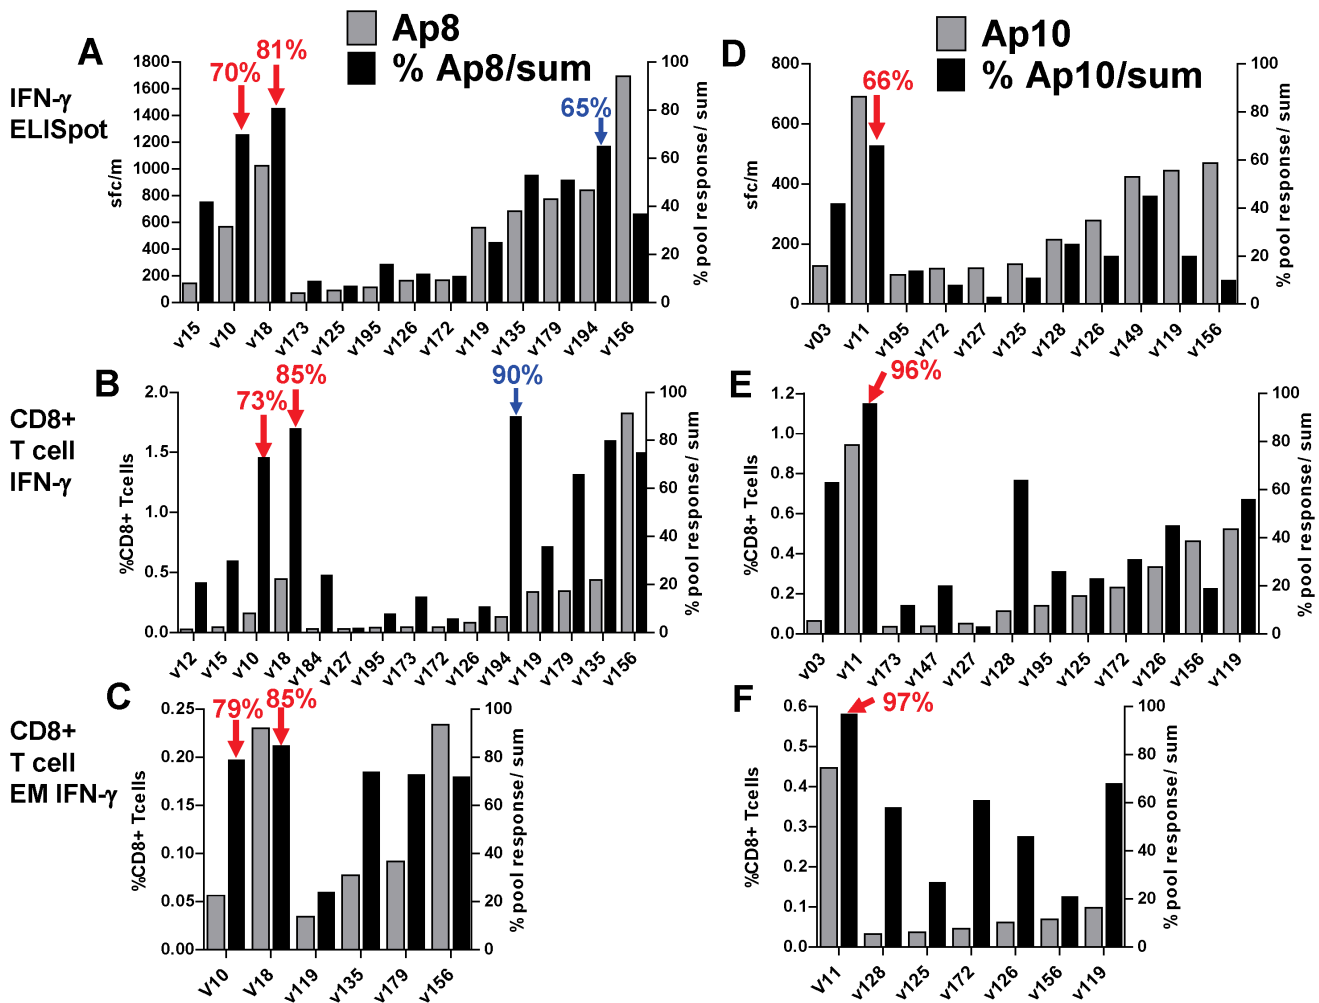 A
IFN-γ
ELISpot
Ap8
% Ap8/sum
70%
81%
65%
sfc/m
1800
1600
1400
1200
1000
800
600
400
200
0
100
80
60
40
20
0
% pool response/ sum
v15 v10 v18 v173 v125 v195 v126 v172 v119 v135 v179 v194 v156
D
Ap10
% Ap10/sum
66%
sfc/m
800
600
400
200
0
100
80
60
40
20
0
% pool response/ sum
v03 v11 v195 v172 v127 v125 v128 v126 v149 v119 v156
B
CD8+
T cell
IFN-γ
73%
85%
90%
%CD8+ Tcells
2.0
1.5
1.0
0.5
0.0
100
80
60
40
20
0
% pool response/ sum
v12 v15 v10 v18 v184 v127 v195 v173 v172 v126 v194 v119 v179 v135 v156
E
96%
%CD8+ Tcells
1.2
1.0
0.8
0.6
0.4
0.2
0.0
100
80
60
40
20
0
% pool response/ sum
v03 v11 v173 v147 v127 v128 v195 v125 v172 v126 v156 v119
C
CD8+
T cell
EM IFN-γ
79%
85%
%CD8+ Tcells
0.25
0.20
0.15
0.10
0.05
0.00
100
80
60
40
20
0
% pool response/ sum
V10 V18 v119 v135 v179 v156
F
97%
%CD8+ Tcells
0.6
0.5
0.4
0.3
0.2
0.1
0.0
100
80
60
40
20
0
% pool response/ sum
V11 v128 v125 v172 v126 v156 v119